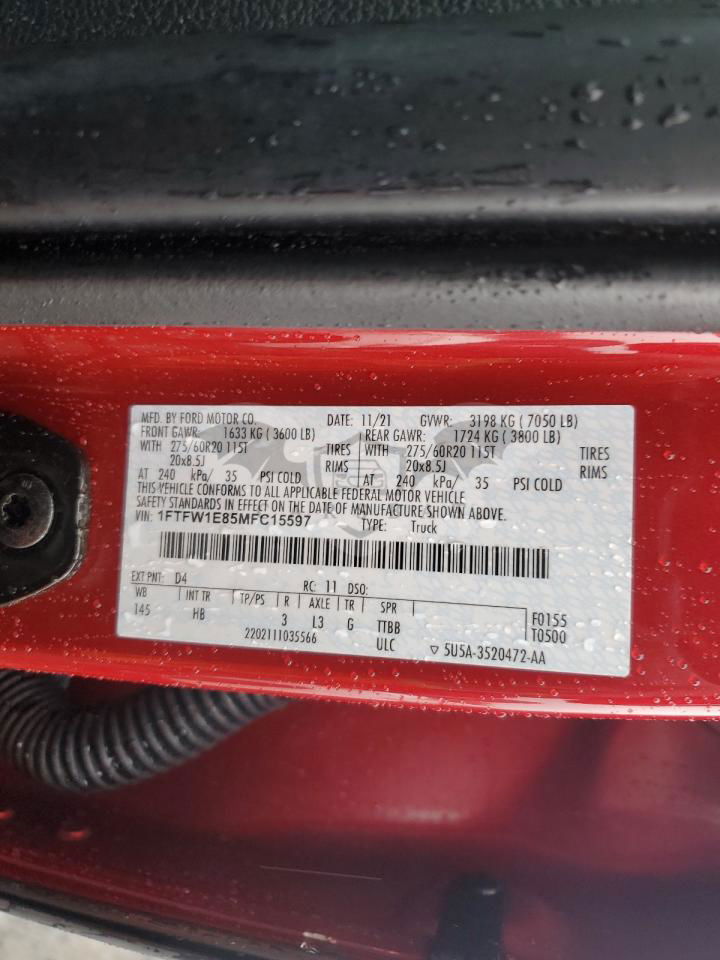 MFD. BY FORD MOTOR CO. DATE: 11/21 GVWR: 3198 KG ( 7050 LB)
FRONT GAWR: 1633 KG ( 3600 LB) REAR GAWR: 1724 KG ( 3800 LB)
WITH 275/60R20 115T TIRES WITH 275/60R20 115T TIRES
20x8.5J RIMS 20x8.5J RIMS
AT 240 kPa/ 35 PSI COLD AT 240 kPa/ 35 PSI COLD
THIS VEHICLE CONFORMS TO ALL APPLICABLE FEDERAL MOTOR VEHICLE
SAFETY STANDARDS IN EFFECT ON THE DATE OF MANUFACTURE SHOWN ABOVE.
VIN: 1FTFW1E85MFC15597 TYPE: Truck
EXT PNT: D4 RC: 11 DSO:
WB INT TR TP/PS R AXLE TR SPR F0155
145 HB 3 L3 G TTBB T0500
2202111035566 ULC 5U5A-3520472-AA